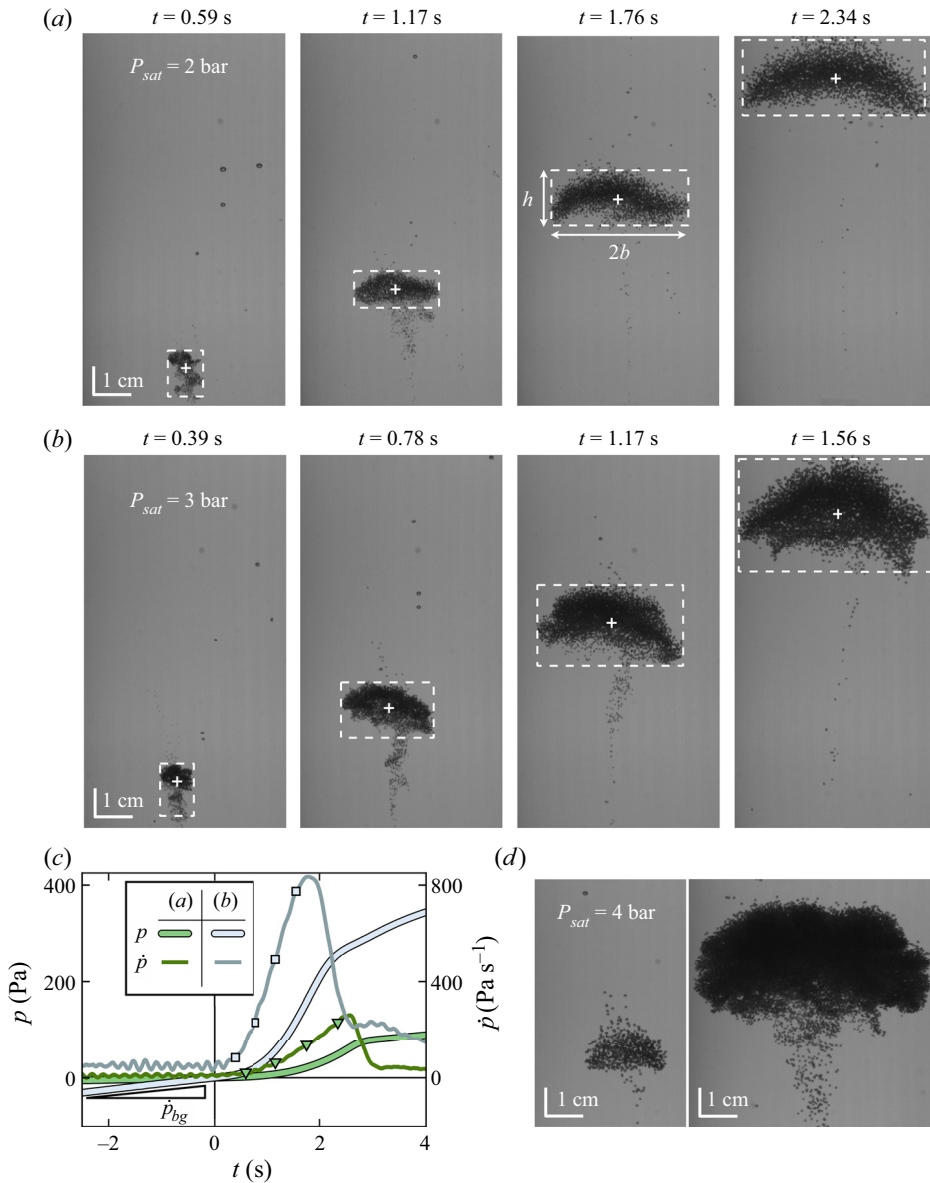 (a)
t = 0.59 s
t = 1.17 s
t = 1.76 s
t = 2.34 s
P_sat = 2 bar
h
2b
1 cm
(b)
t = 0.39 s
t = 0.78 s
t = 1.17 s
t = 1.56 s
P_sat = 3 bar
1 cm
1 cm
(c)
400
200
0
p (Pa)
(a) (b)
p
ṗ
ṗ_bg
800
400
0
ṗ (Pa s⁻¹)
−2 0 2 4
t (s)
(d)
P_sat = 4 bar
1 cm
1 cm